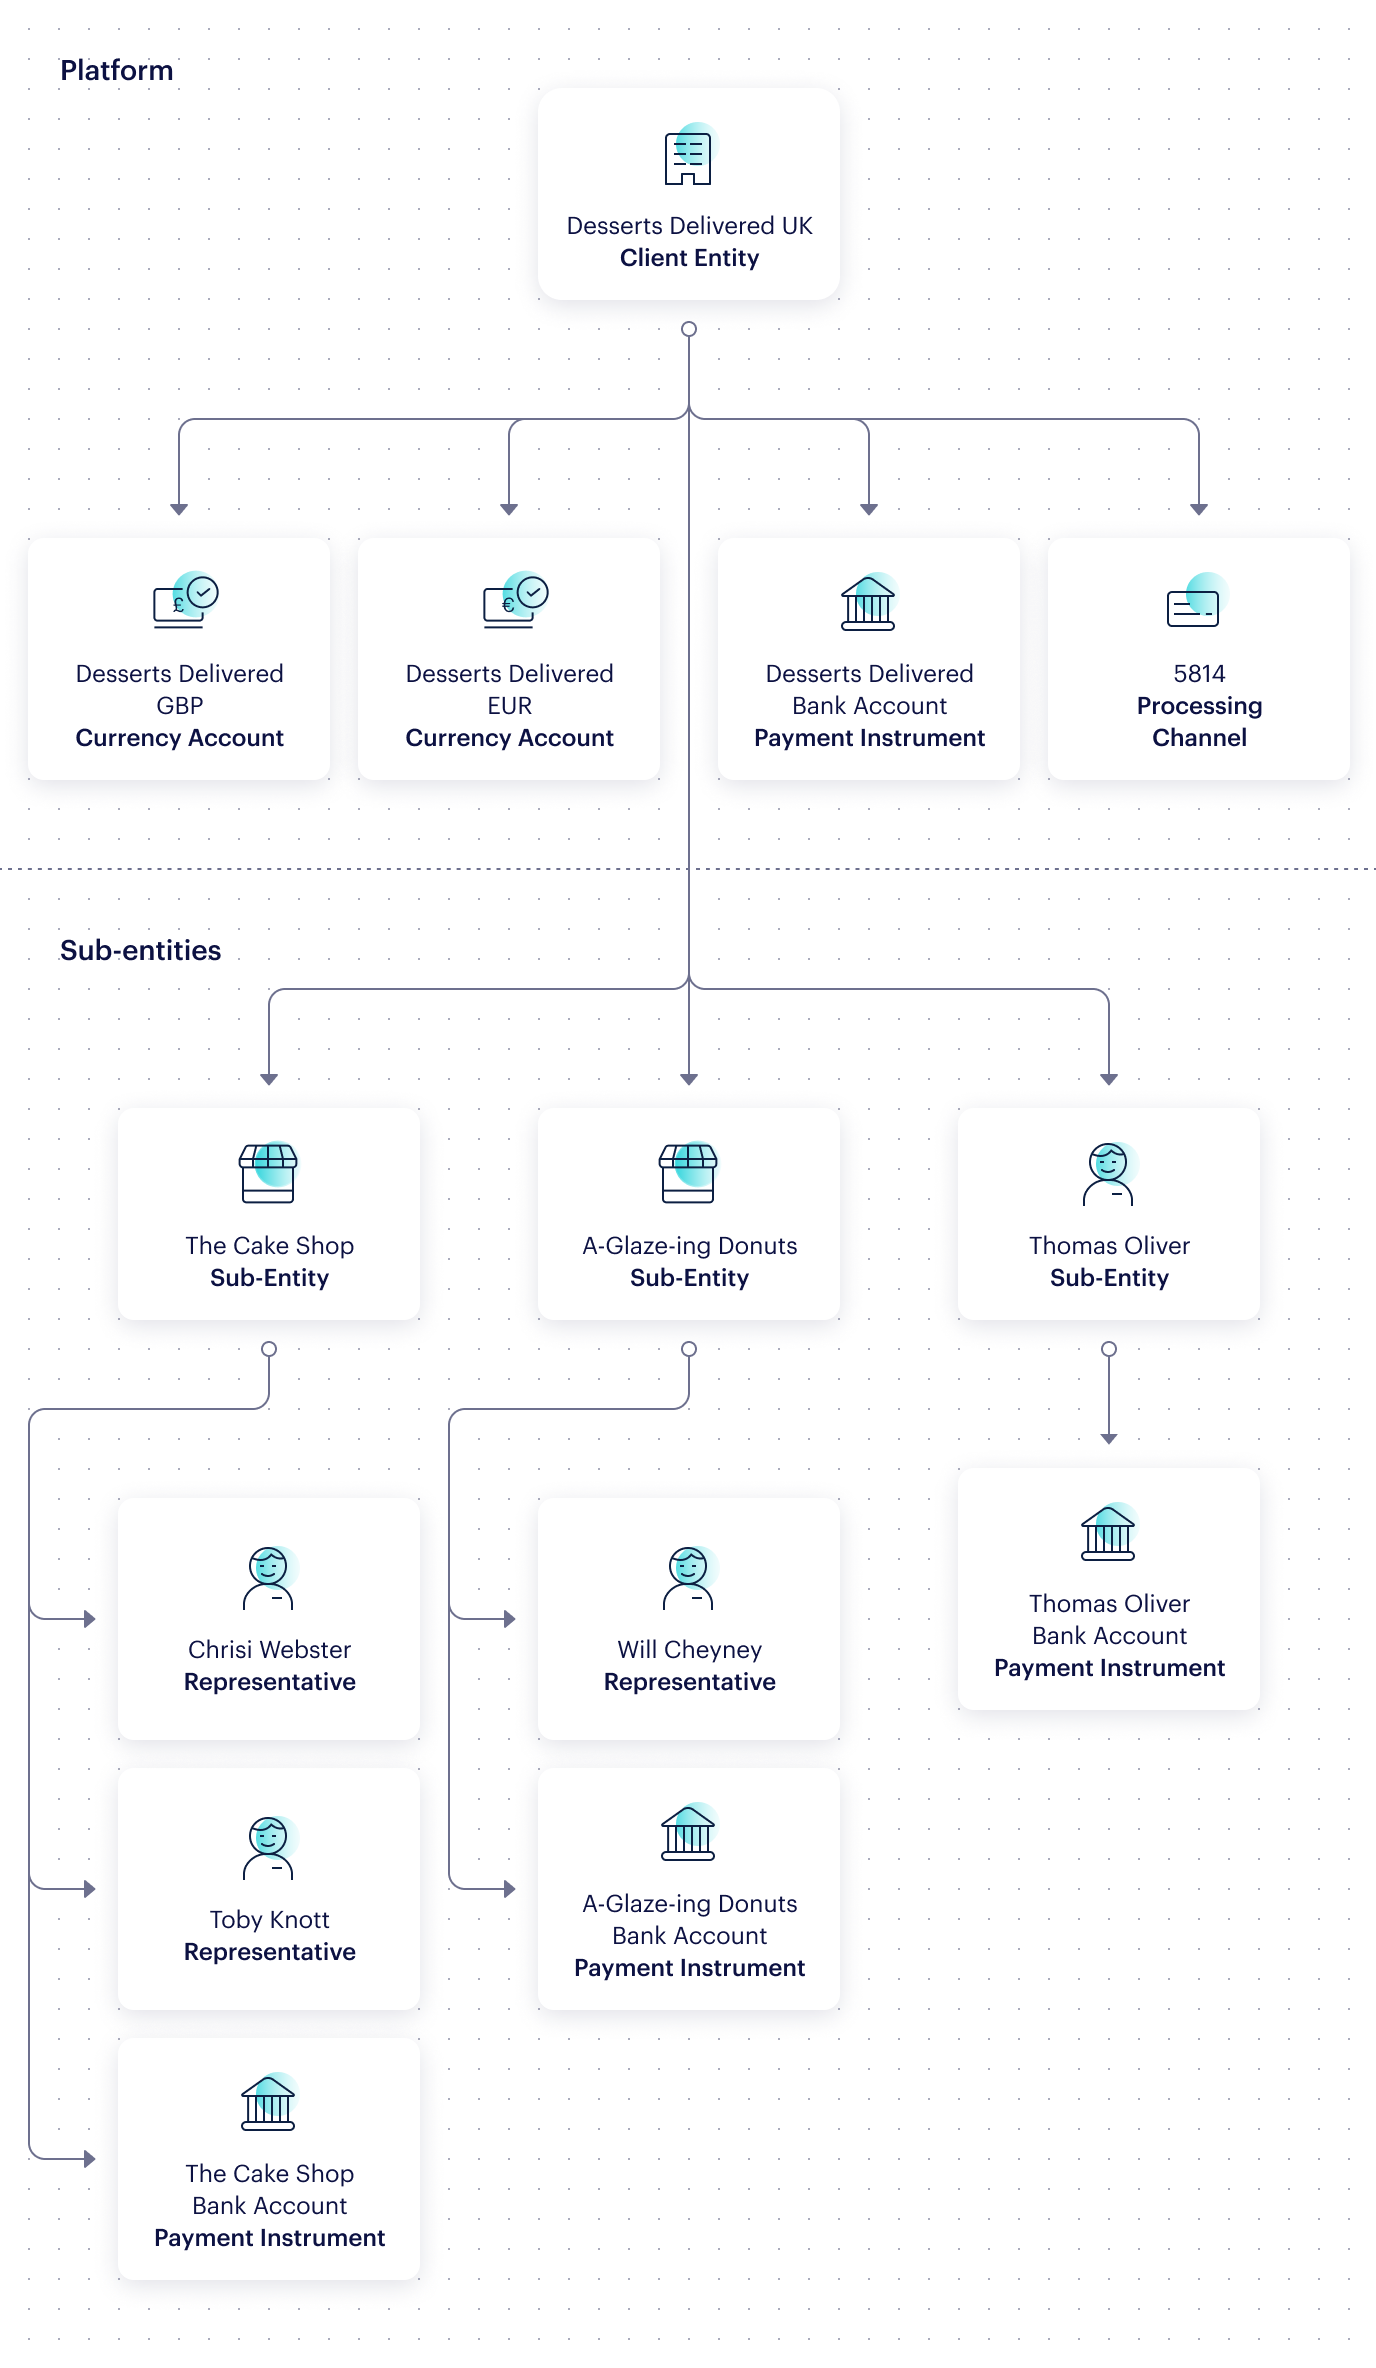 Platform
Desserts Delivered UK
Client Entity
£
Desserts Delivered
GBP
Currency Account
€
Desserts Delivered
EUR
Currency Account
Desserts Delivered
Bank Account
Payment Instrument
5814
Processing
Channel
Sub-entities
The Cake Shop
Sub-Entity
A-Glaze-ing Donuts
Sub-Entity
Thomas Oliver
Sub-Entity
Chrisi Webster
Representative
Toby Knott
Representative
The Cake Shop
Bank Account
Payment Instrument
Will Cheyney
Representative
A-Glaze-ing Donuts
Bank Account
Payment Instrument
Thomas Oliver
Bank Account
Payment Instrument